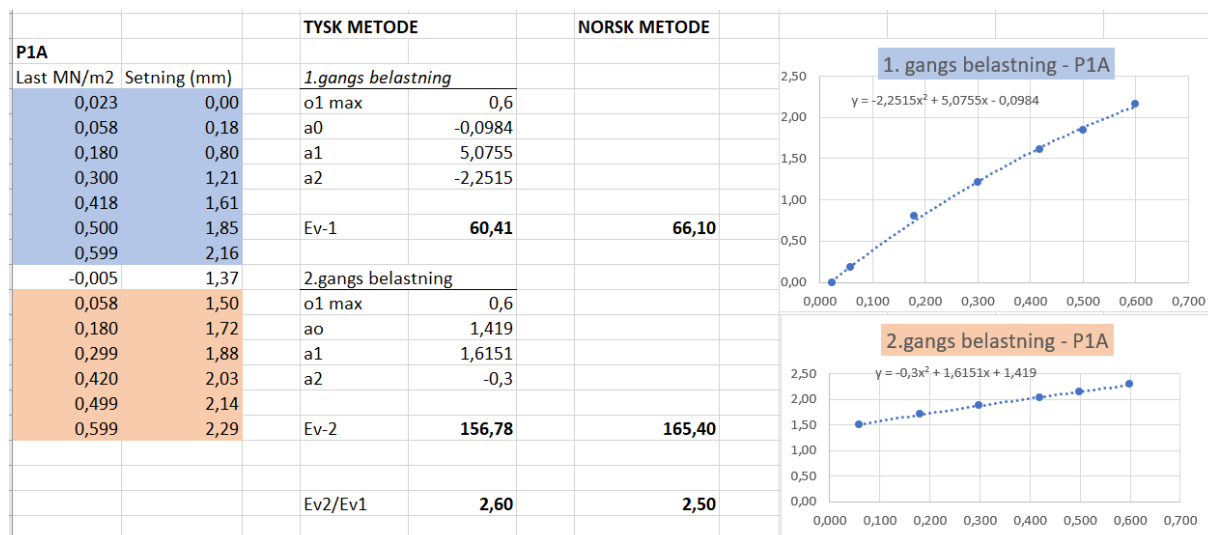 TYSK METODE NORSK METODE
P1A
Last MN/m2 Setning (mm) 1.gangs belastning
0,023 0,00 o1 max 0,6
0,058 0,18 a0 -0,0984
0,180 0,80 a1 5,0755
0,300 1,21 a2 -2,2515
0,418 1,61
0,500 1,85 Ev-1 60,41 66,10
0,599 2,16
-0,005 1,37 2.gangs belastning
0,058 1,50 o1 max 0,6
0,180 1,72 ao 1,419
0,299 1,88 a1 1,6151
0,420 2,03 a2 -0,3
0,499 2,14
0,599 2,29 Ev-2 156,78 165,40
Ev2/Ev1 2,60 2,50
1. gangs belastning - P1A
y = -2,2515x² + 5,0755x - 0,0984
2,50
2,00
1,50
1,00
0,50
0,00
0,000 0,100 0,200 0,300 0,400 0,500 0,600 0,700
2.gangs belastning - P1A
y = -0,3x² + 1,6151x + 1,419
2,50
2,00
1,50
1,00
0,50
0,00
0,000 0,100 0,200 0,300 0,400 0,500 0,600 0,700